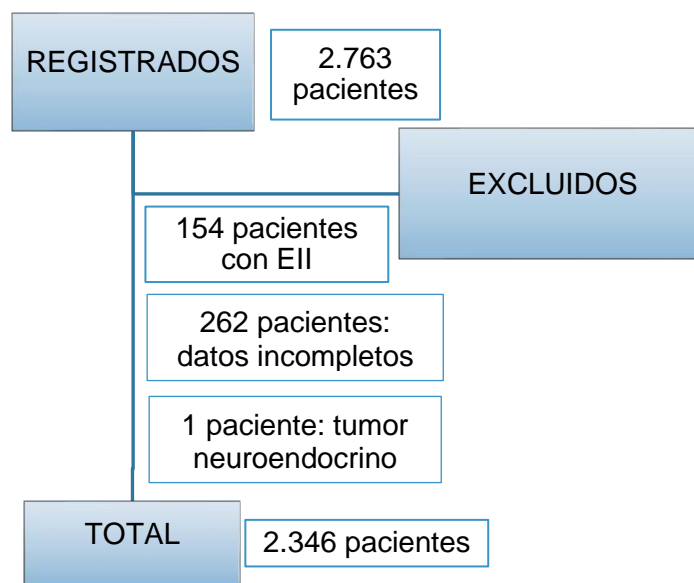 REGISTRADOS
2.763
pacientes
EXCLUIDOS
154 pacientes
con EII
262 pacientes:
datos incompletos
1 paciente: tumor
neuroendocrino
TOTAL
2.346 pacientes